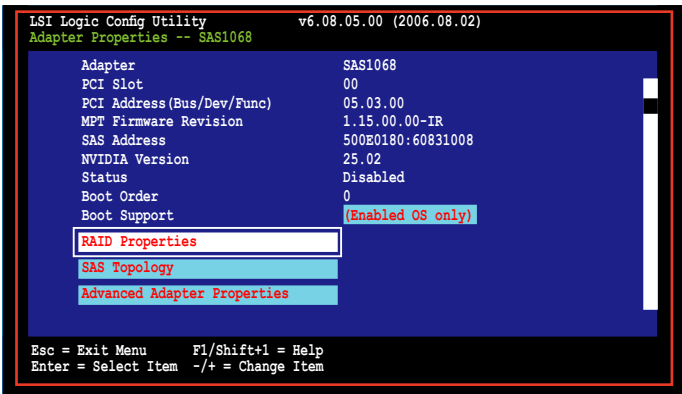 LSI Logic Config Utility v6.08.05.00 (2006.08.02)
Adapter Properties -- SAS1068
Adapter SAS1068
PCI Slot 00
PCI Address(Bus/Dev/Func) 05.03.00
MPT Firmware Revision 1.15.00.00-IR
SAS Address 500E0180:60831008
NVIDIA Version 25.02
Status Disabled
Boot Order 0
Boot Support (Enabled OS only)
RAID Properties
SAS Topology
Advanced Adapter Properties
Esc = Exit Menu F1/Shift+1 = Help
Enter = Select Item -/+ = Change Item